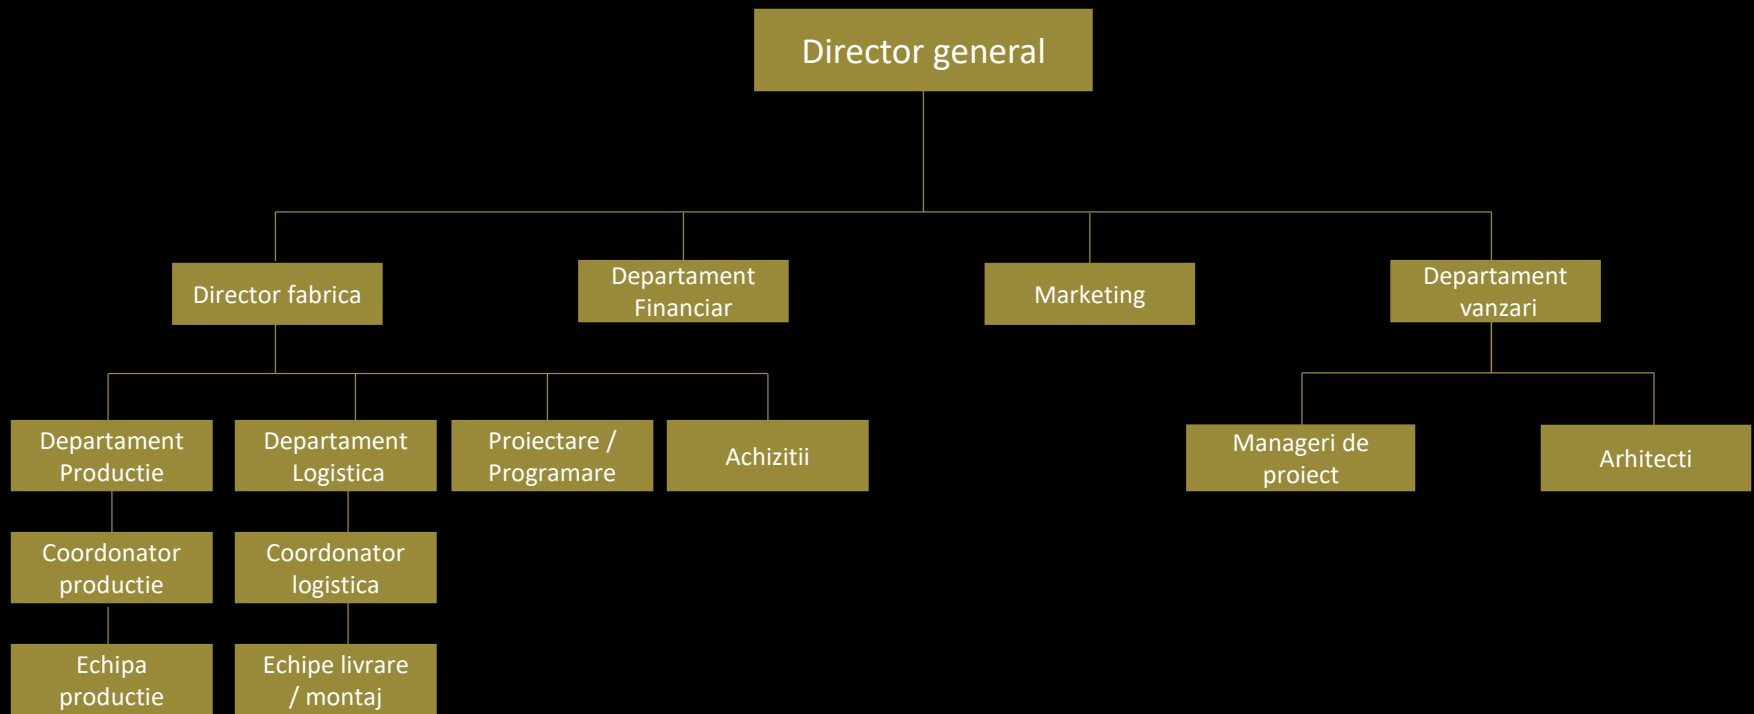 Director general
Director fabrica
Departament
Financiar
Marketing
Departament
vanzari
Departament
Productie
Departament
Logistica
Proiectare /
Programare
Achizitii
Manageri de
proiect
Arhitecti
Coordonator
productie
Coordonator
logistica
Echipa
productie
Echipe livrare
/ montaj